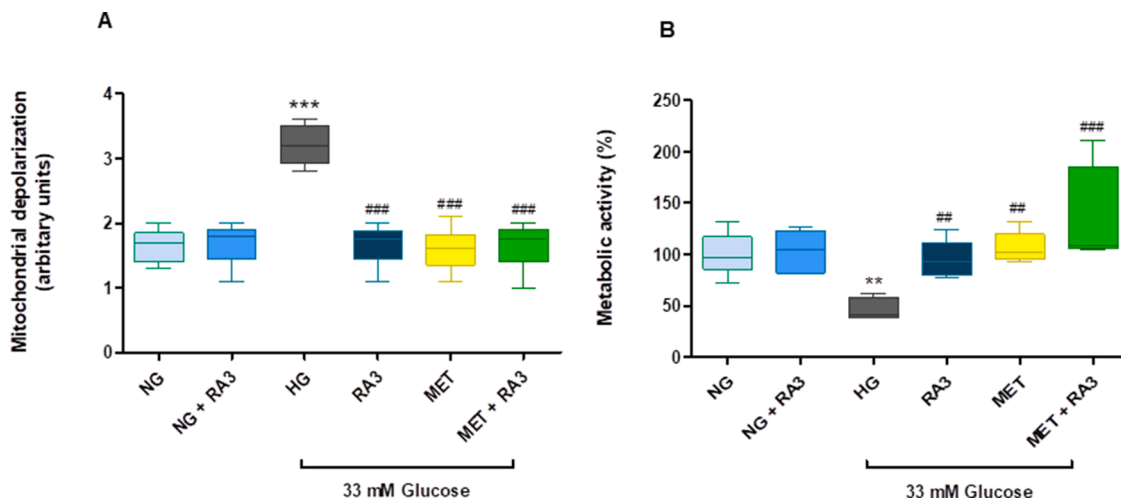 A
Mitochondrial depolarization
(arbitary units)
4
3
2
1
0
***
###
###
###
NG
NG + RA3
HG
RA3
MET
MET + RA3
33 mM Glucose
B
Metabolic activity (%)
250
200
150
100
50
0
**
##
##
###
NG
NG + RA3
HG
RA3
MET
MET + RA3
33 mM Glucose